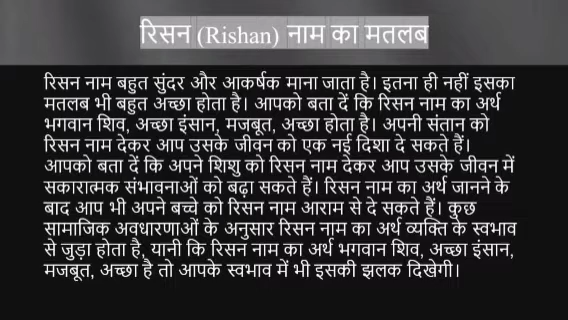 रिसन (Rishan) नाम का मतलब
रिसन नाम बहुत सुंदर और आकर्षक माना जाता है। इतना ही नहीं इसका
मतलब भी बहुत अच्छा होता है। आपको बता दें कि रिसन नाम का अर्थ
भगवान शिव, अच्छा इंसान, मजबूत, अच्छा होता है। अपनी संतान को
रिसन नाम देकर आप उसके जीवन को एक नई दिशा दे सकते हैं।
आपको बता दें कि अपने शिशु को रिसन नाम देकर आप उसके जीवन में
सकारात्मक संभावनाओं को बढ़ा सकते हैं। रिसन नाम का अर्थ जानने के
बाद आप भी अपने बच्चे को रिसन नाम आराम से दे सकते हैं। कुछ
सामाजिक अवधारणाओं के अनुसार रिसन नाम का अर्थ व्यक्ति के स्वभाव
से जुड़ा होता है, यानी कि रिसन नाम का अर्थ भगवान शिव, अच्छा इंसान,
मजबूत, अच्छा है तो आपके स्वभाव में भी इसकी झलक दिखेगी।